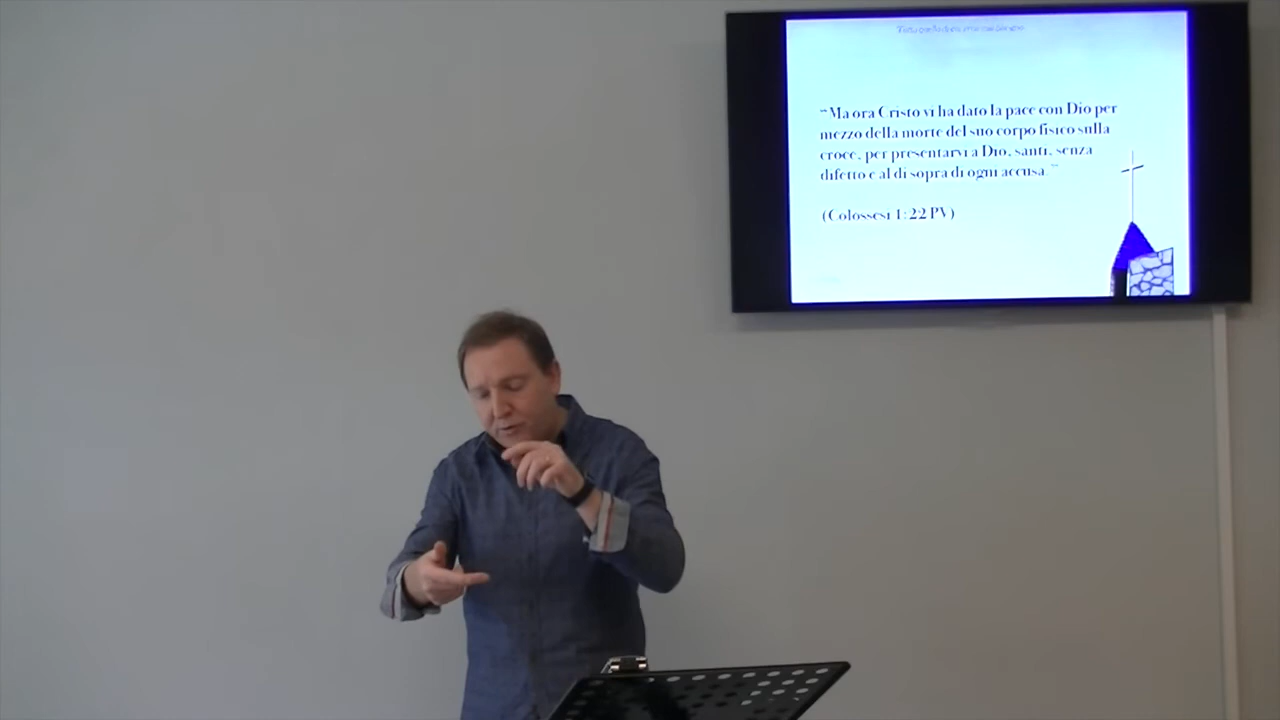 “Ma ora Cristo vi ha dato la pace con Dio per
mezzo della morte del suo corpo fisico sulla
croce, per presentarvi a Dio, santi, senza
difetto e al di sopra di ogni accusa.”
(Colossesi 1:22 PV)